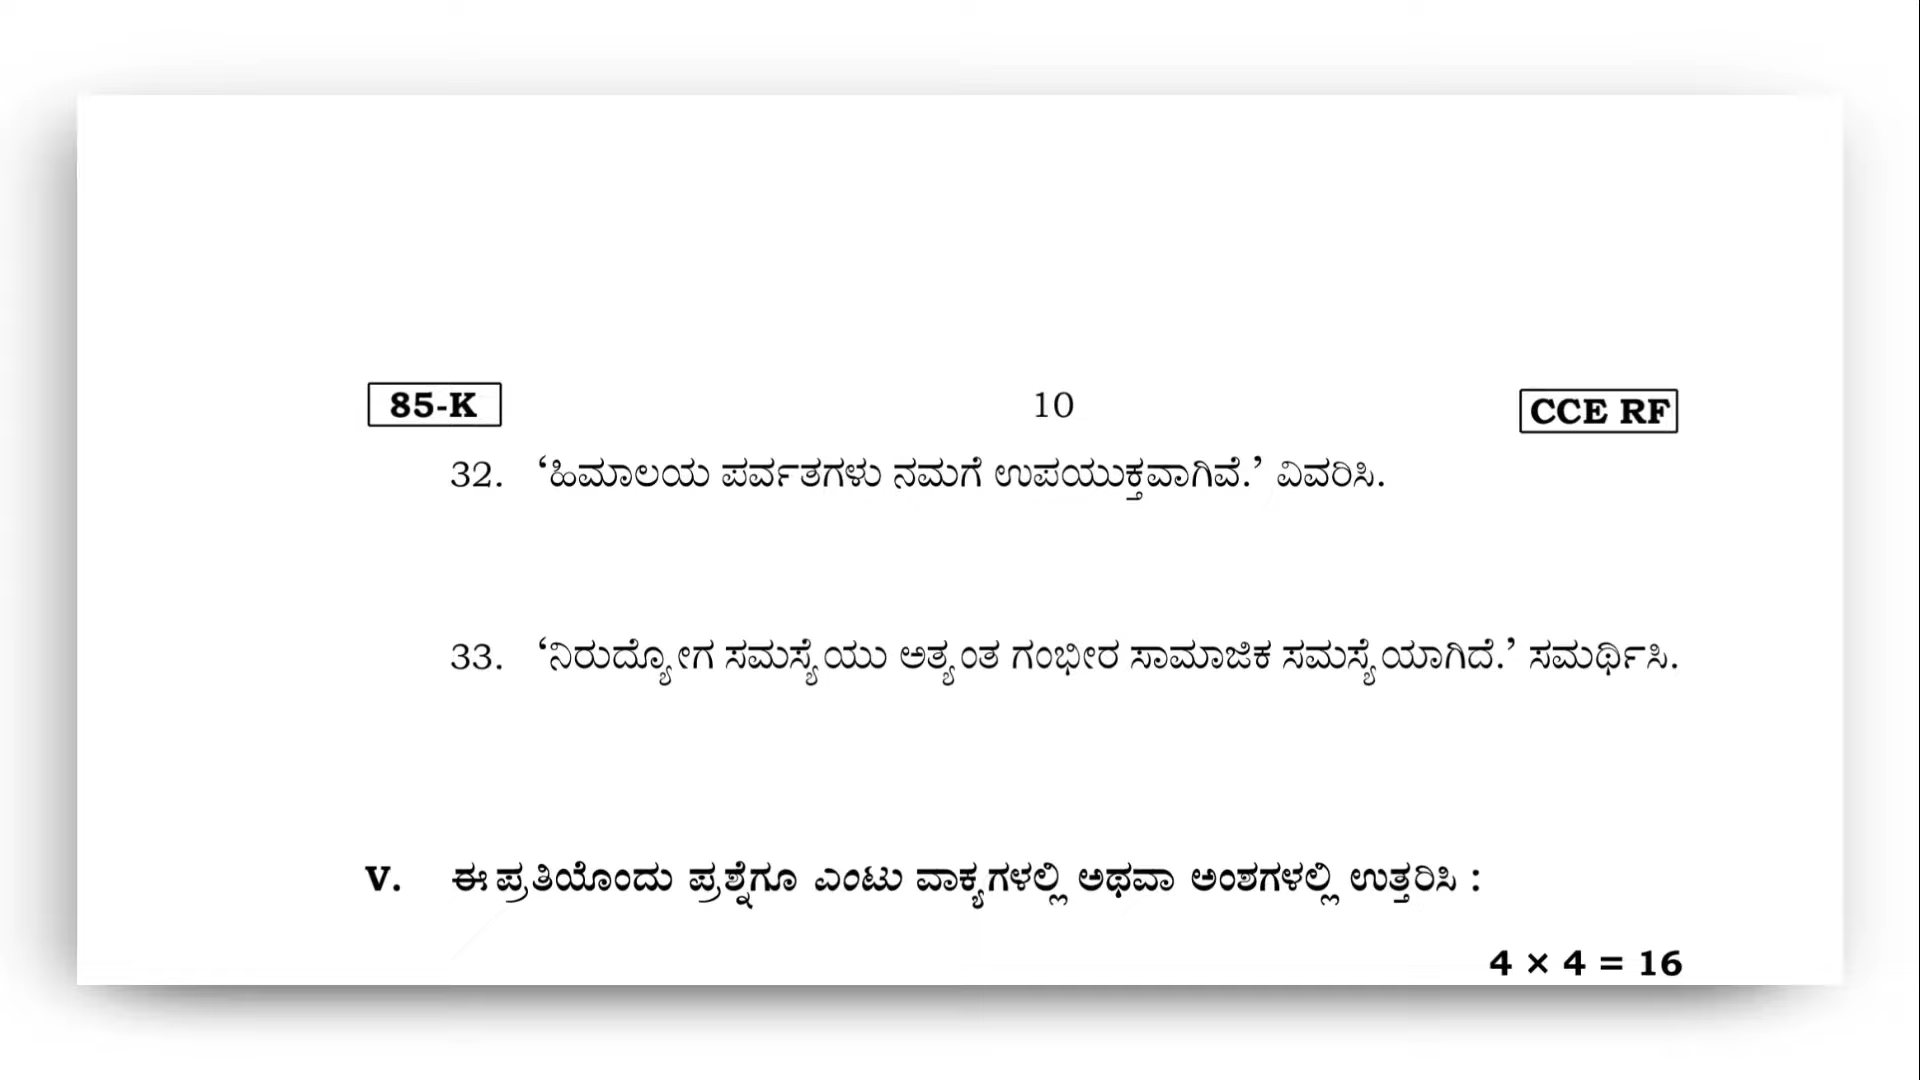 85-K 10 CCE RF
32. ‘ಹಿಮಾಲಯ ಪರ್ವತಗಳು ನಮಗೆ ಉಪಯುಕ್ತವಾಗಿವೆ.’ ವಿವರಿಸಿ.
33. ‘ನಿರುದ್ಯೋಗ ಸಮಸ್ಯೆಯು ಅತ್ಯಂತ ಗಂಭೀರ ಸಾಮಾಜಿಕ ಸಮಸ್ಯೆಯಾಗಿದೆ.’ ಸಮರ್ಥಿಸಿ.
V. ಈ ಪ್ರತಿಯೊಂದು ಪ್ರಶ್ನೆಗೂ ಎಂಟು ವಾಕ್ಯಗಳಲ್ಲಿ ಅಥವಾ ಅಂಶಗಳಲ್ಲಿ ಉತ್ತರಿಸಿ :
4 × 4 = 16